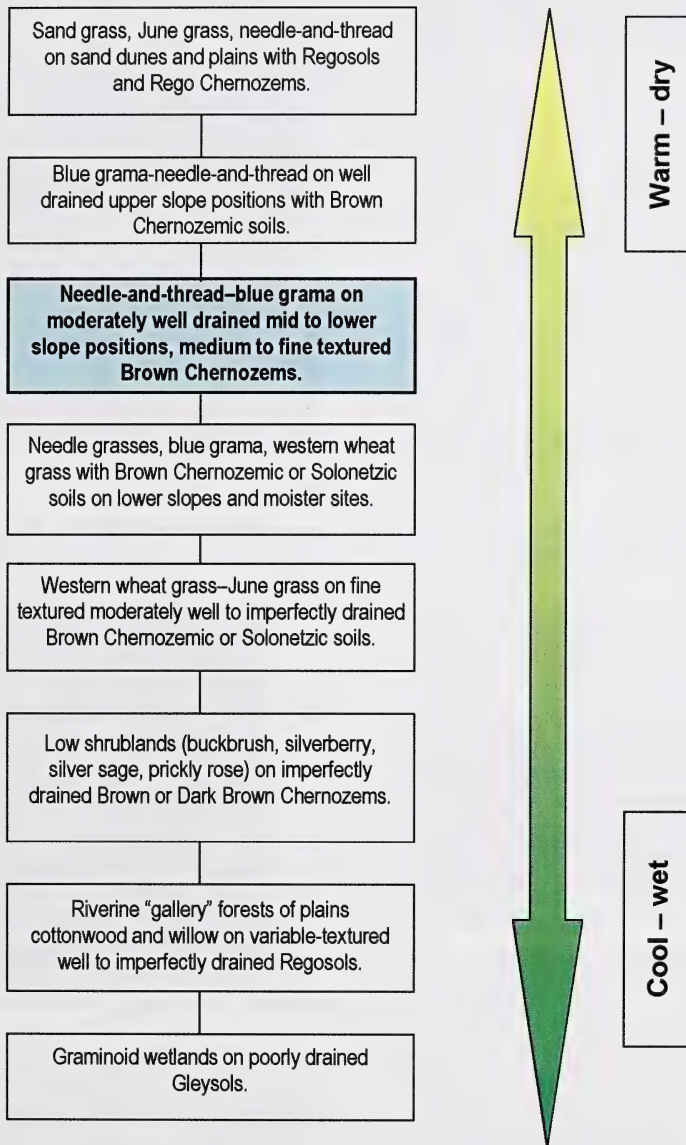 Sand grass, June grass, needle-and-thread
on sand dunes and plains with Regosols
and Rego Chernozems.
Blue grama-needle-and-thread on well
drained upper slope positions with Brown
Chernozemic soils.
Needle-and-thread–blue grama on
moderately well drained mid to lower
slope positions, medium to fine textured
Brown Chernozems.
Needle grasses, blue grama, western wheat
grass with Brown Chernozemic or Solonetzic
soils on lower slopes and moister sites.
Western wheat grass–June grass on fine
textured moderately well to imperfectly drained
Brown Chernozemic or Solonetzic soils.
Low shrublands (buckbrush, silverberry,
silver sage, prickly rose) on imperfectly
drained Brown or Dark Brown Chernozems.
Riverine “gallery” forests of plains
cottonwood and willow on variable-textured
well to imperfectly drained Regosols.
Graminoid wetlands on poorly drained
Gleysols.
Warm – dry
Cool – wet